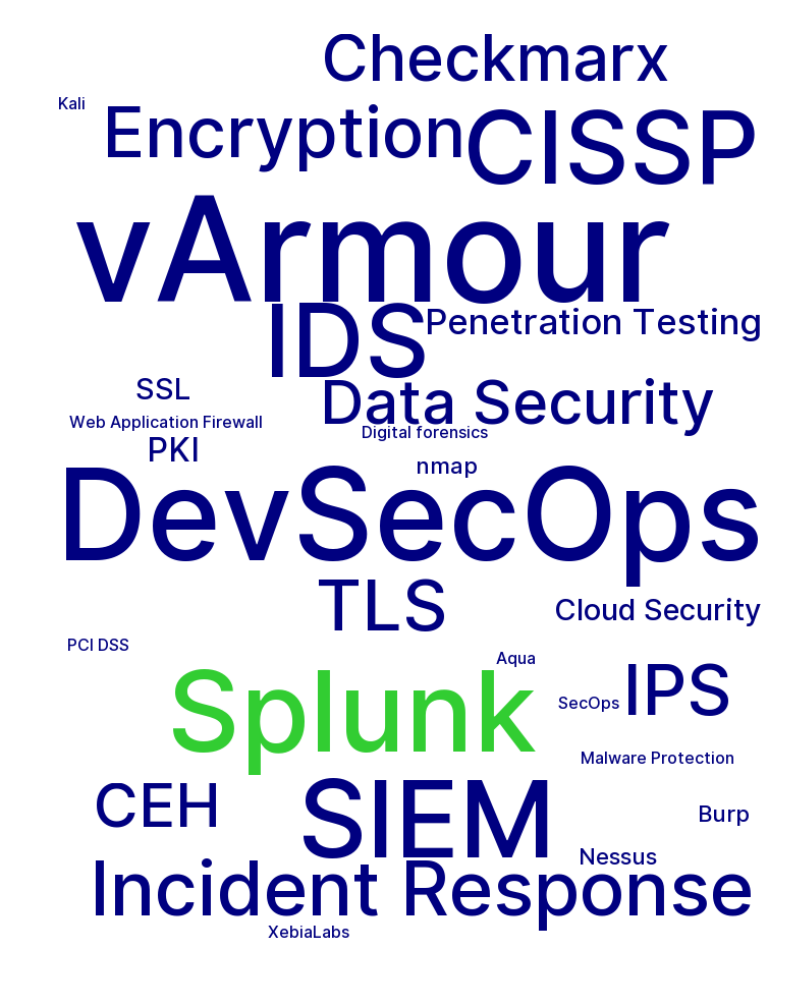 Checkmarx
Kali
Encryption
CISSP
vArmour
IDS
Penetration Testing
SSL
Data Security
Web Application Firewall
Digital forensics
PKI
nmap
DevSecOps
TLS
Cloud Security
PCI DSS
Aqua
Splunk
IPS
SecOps
Malware Protection
CEH
SIEM
Burp
Nessus
Incident Response
XebiaLabs